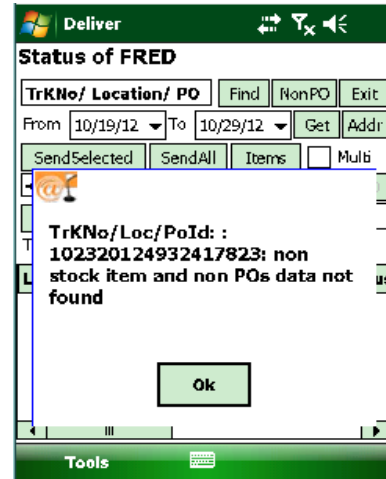 Deliver
Status of FRED
TrKNo/ Location/ PO Find NonPO Exit
From 10/19/12 To 10/29/12 Get Addr
SendSelected SendAll Items Multi
TrKNo/Loc/PoId: :
102320124932417823: non
stock item and non POs data not
found
Ok
Tools